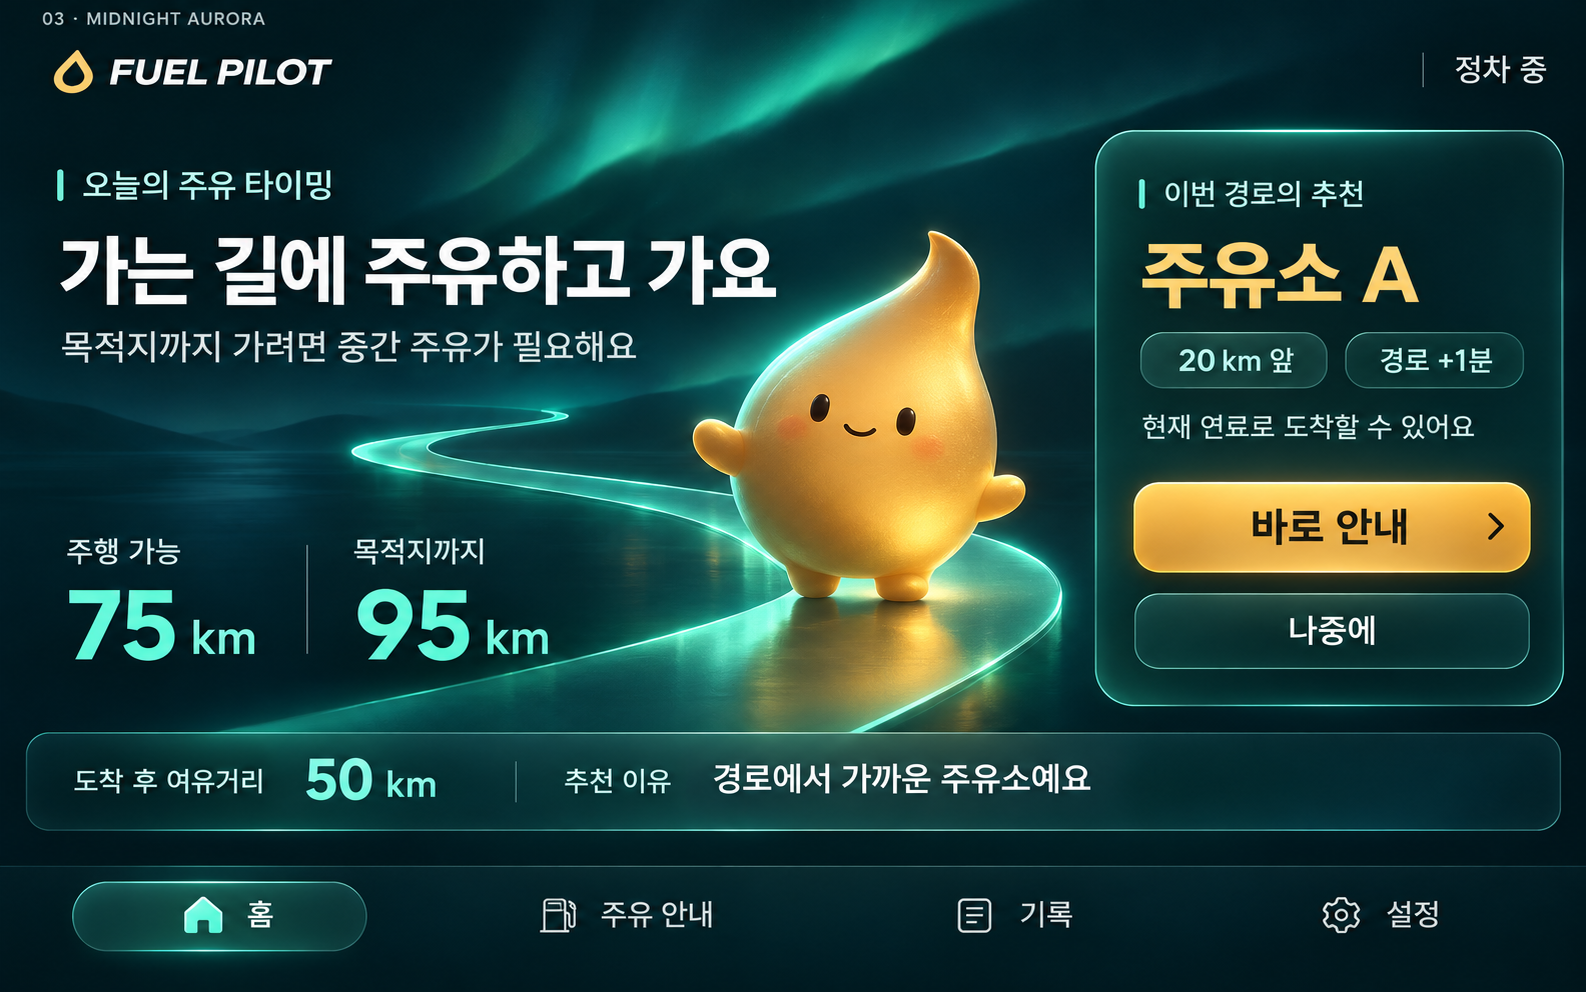 03 · MIDNIGHT AURORA
FUEL PILOT
정차 중
오늘의 주유 타이밍
가는 길에 주유하고 가요
목적지까지 가려면 중간 주유가 필요해요
주행 가능
75 km
목적지까지
95 km
이번 경로의 추천
주유소 A
20 km 앞
경로 +1분
현재 연료로 도착할 수 있어요
바로 안내
나중에
도착 후 여유거리 50 km
추천 이유 경로에서 가까운 주유소예요
홈
주유 안내
기록
설정